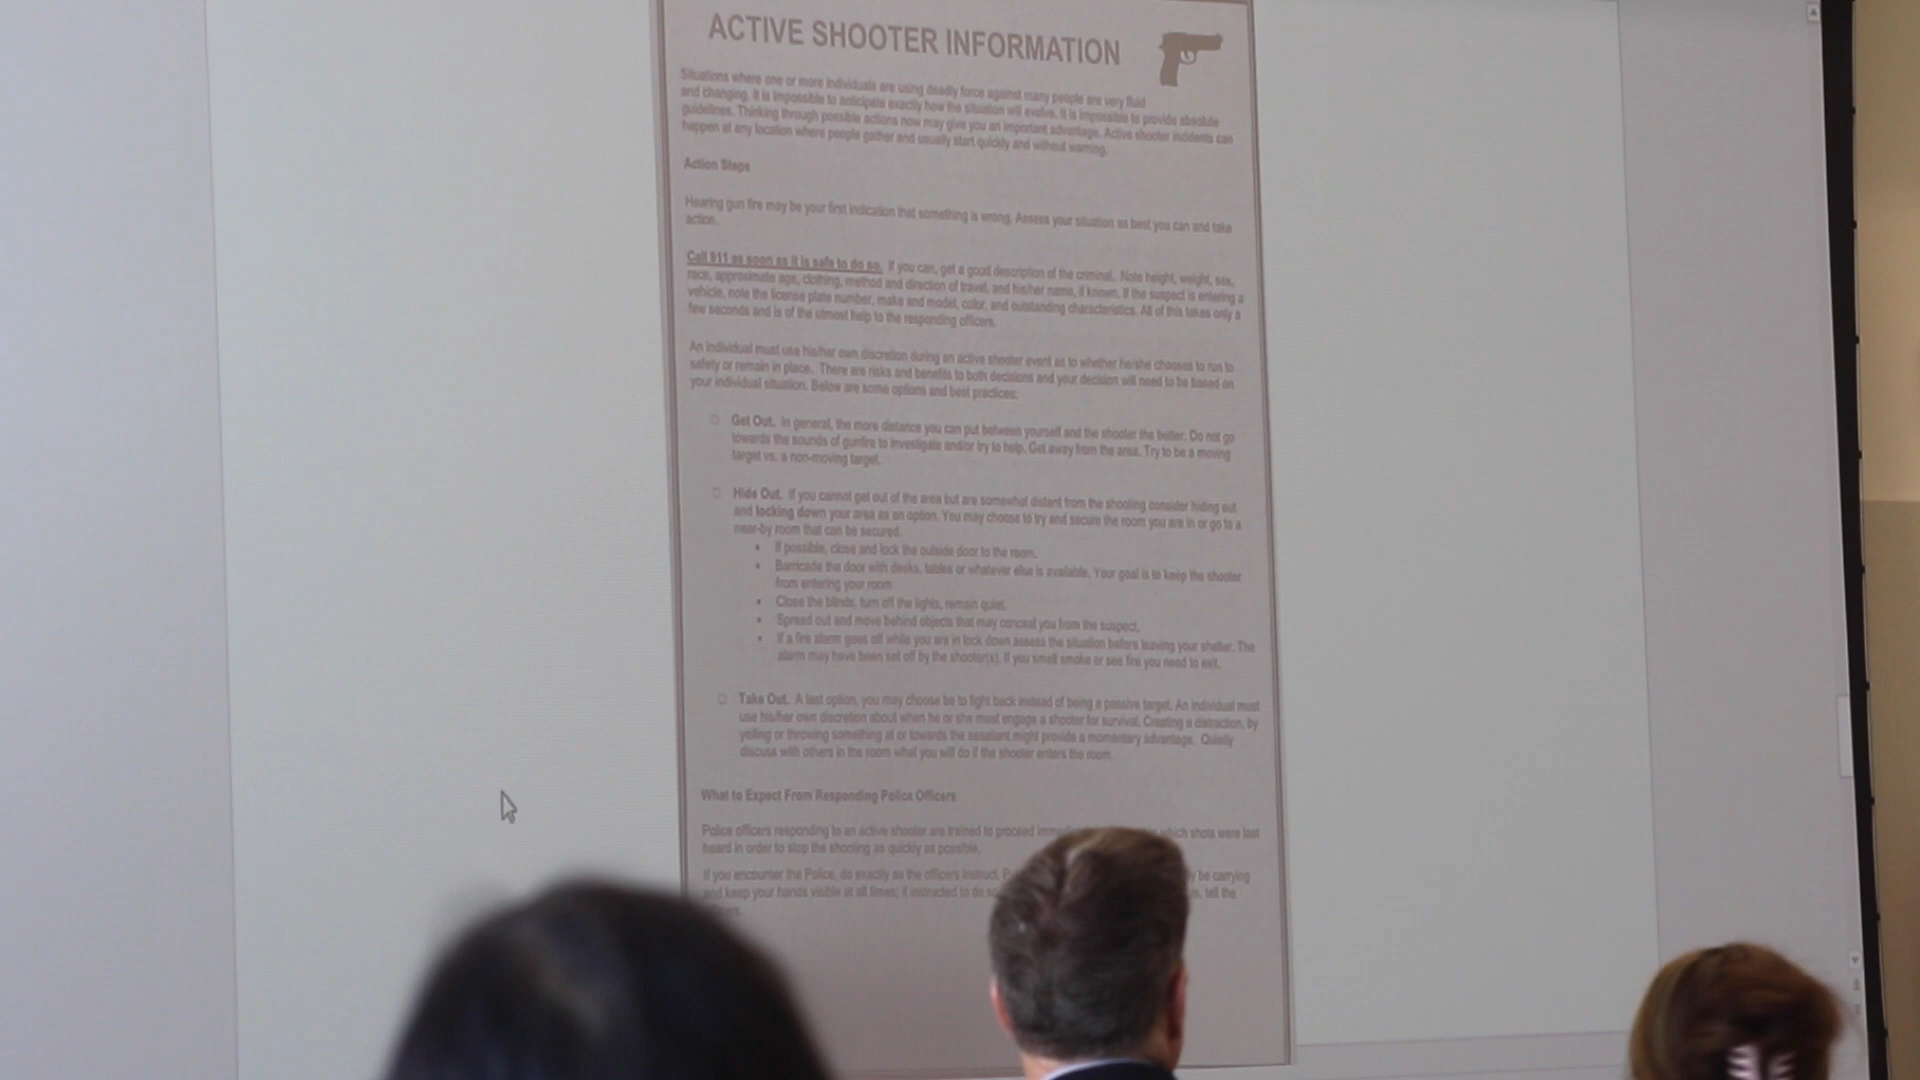 ACTIVE SHOOTER INFORMATION
Situations where one or more individuals are using deadly force against many people are very fluid
and changing. It is impossible to anticipate exactly how the situation will evolve. It is impossible to provide absolute
guidelines. Thinking through possible actions now may give you an important advantage. Active shooter incidents can
happen at any location where people gather and usually start quickly and without warning.
Action Steps
Hearing gun fire may be your first indication that something is wrong. Assess your situation as best you can and take
action.
Call 911 as soon as it is safe to do so. If you can, get a good description of the criminal. Note height, weight, sex,
race, approximate age, clothing, method and direction of travel, and his/her name, if known. If the suspect is entering a
vehicle, note the license plate number, make and model, color, and outstanding characteristics. All of this takes only a
few seconds and is of the utmost help to the responding officers.
An individual must use his/her own discretion during an active shooter event as to whether he/she chooses to run to
safety or remain in place. There are risks and benefits to both decisions and your decision will need to be based on
your individual situation. Below are some options and best practices:
Get Out. In general, the more distance you can put between yourself and the shooter the better. Do not go
towards the sounds of gunfire to investigate and/or try to help. Get away from the area. Try to be a moving
target vs. a non-moving target.
Hide Out. If you cannot get out of the area but are somewhat distant from the shooting consider hiding out
and locking down your area as an option. You may choose to try and secure the room you are in or go to a
near-by room that can be secured.
• If possible, close and lock the outside door to the room.
• Barricade the door with desks, tables or whatever else is available. Your goal is to keep the shooter
from entering your room
• Close the blinds, turn off the lights, remain quiet.
• Spread out and move behind objects that may conceal you from the suspect.
• If a fire alarm goes off while you are in lock down assess the situation before leaving your shelter. The
alarm may have been set off by the shooter(s). If you smell smoke or see fire you need to exit.
Take Out. A last option, you may choose be to fight back instead of being a passive target. An individual must
use his/her own discretion about when he or she must engage a shooter for survival. Creating a distraction, by
yelling or throwing something at or towards the assailant might provide a momentary advantage. Quietly
discuss with others in the room what you will do if the shooter enters the room.
What to Expect From Responding Police Officers
Police officers responding to an active shooter are trained to proceed which shots were last
heard in order to stop the shooting as quickly as possible.
If you encounter the Police, do exactly as the officers instruct. be carrying
and keep your hands visible at all times; if instructed to do tell the